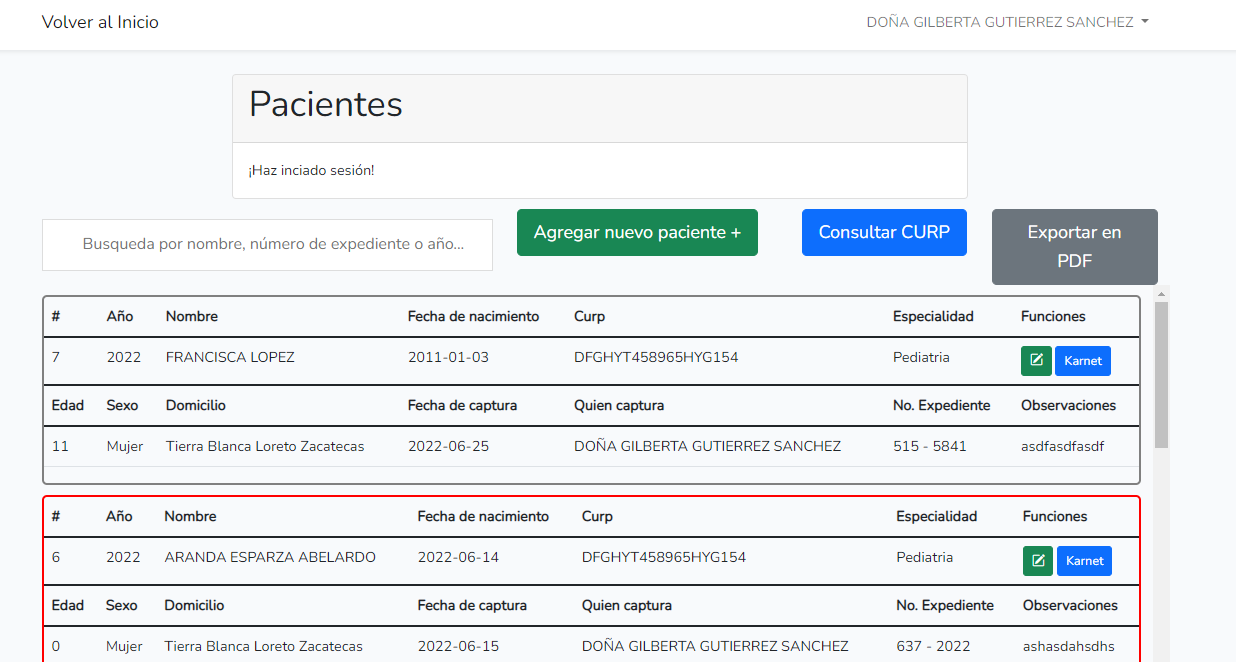 Volver al Inicio DOÑA GILBERTA GUTIERREZ SANCHEZ
Pacientes
¡Haz inciado sesión!
Busqueda por nombre, número de expediente o año... Agregar nuevo paciente + Consultar CURP Exportar en
PDF
# Año Nombre Fecha de nacimiento Curp Especialidad Funciones
7 2022 FRANCISCA LOPEZ 2011-01-03 DFGHYT458965HYG154 Pediatria Karnet
Edad Sexo Domicilio Fecha de captura Quien captura No. Expediente Observaciones
11 Mujer Tierra Blanca Loreto Zacatecas 2022-06-25 DOÑA GILBERTA GUTIERREZ SANCHEZ 515 - 5841 asdfasdfasdf
# Año Nombre Fecha de nacimiento Curp Especialidad Funciones
6 2022 ARANDA ESPARZA ABELARDO 2022-06-14 DFGHYT458965HYG154 Pediatria Karnet
Edad Sexo Domicilio Fecha de captura Quien captura No. Expediente Observaciones
0 Mujer Tierra Blanca Loreto Zacatecas 2022-06-15 DOÑA GILBERTA GUTIERREZ SANCHEZ 637 - 2022 ashasdahsdhs